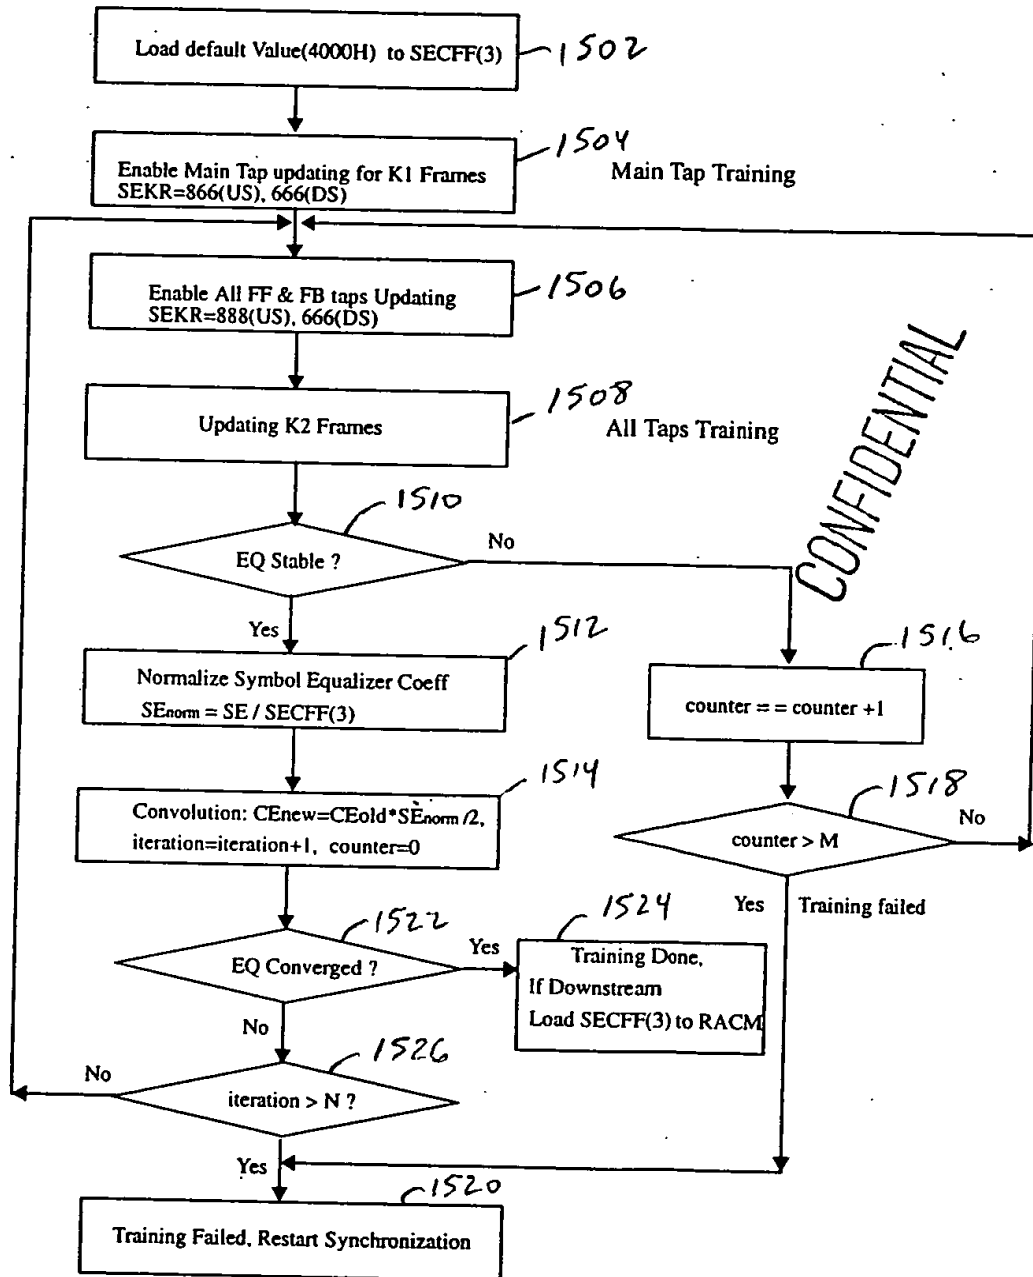 Load default Value(4000H) to SECFF(3)
1502
1504
Enable Main Tap updating for K1 Frames
SEKR=866(US), 666(DS)
Main Tap Training
1506
Enable All FF & FB taps Updating
SEKR=888(US), 666(DS)
1508
Updating K2 Frames
All Taps Training
CONFIDENTIAL
1510
EQ Stable ?
No
Yes
1512
Normalize Symbol Equalizer Coeff
SEnorm = SE / SECFF(3)
1516
counter = = counter +1
1514
Convolution: CEnew=CEold*SEnorm /2,
iteration=iteration+1, counter=0
1518
counter > M
No
Yes
Training failed
1522
EQ Converged ?
Yes
1524
Training Done,
If Downstream
Load SECFF(3) to RACM
No
1526
iteration > N ?
No
Yes
1520
Training Failed, Restart Synchronization